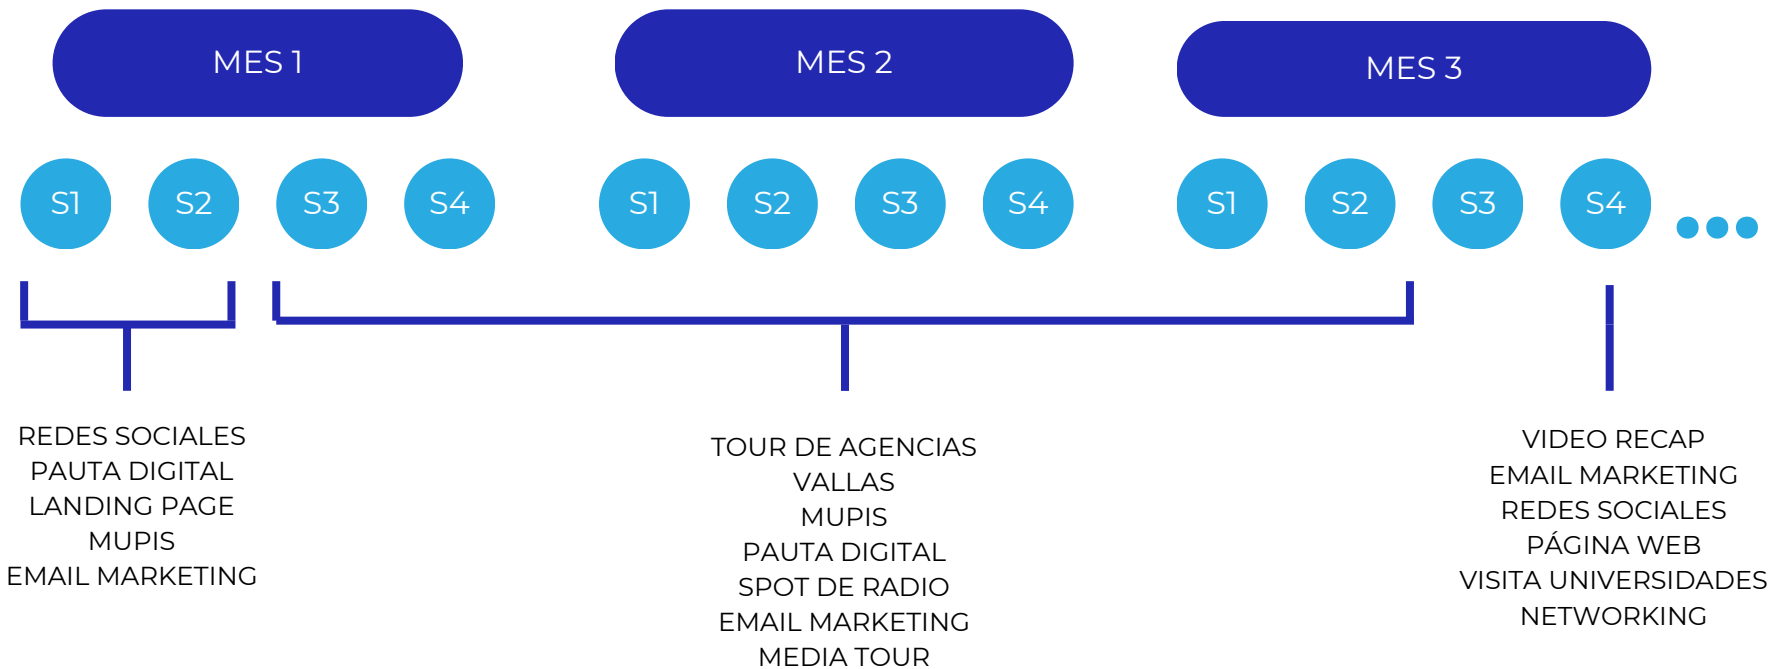 MES 1
MES 2
MES 3
S1
S2
S3
S4
S1
S2
S3
S4
S1
S2
S3
S4
REDES SOCIALES
PAUTA DIGITAL
LANDING PAGE
MUPIS
EMAIL MARKETING
TOUR DE AGENCIAS
VALLAS
MUPIS
PAUTA DIGITAL
SPOT DE RADIO
EMAIL MARKETING
MEDIA TOUR
VIDEO RECAP
EMAIL MARKETING
REDES SOCIALES
PÁGINA WEB
VISITA UNIVERSIDADES
NETWORKING